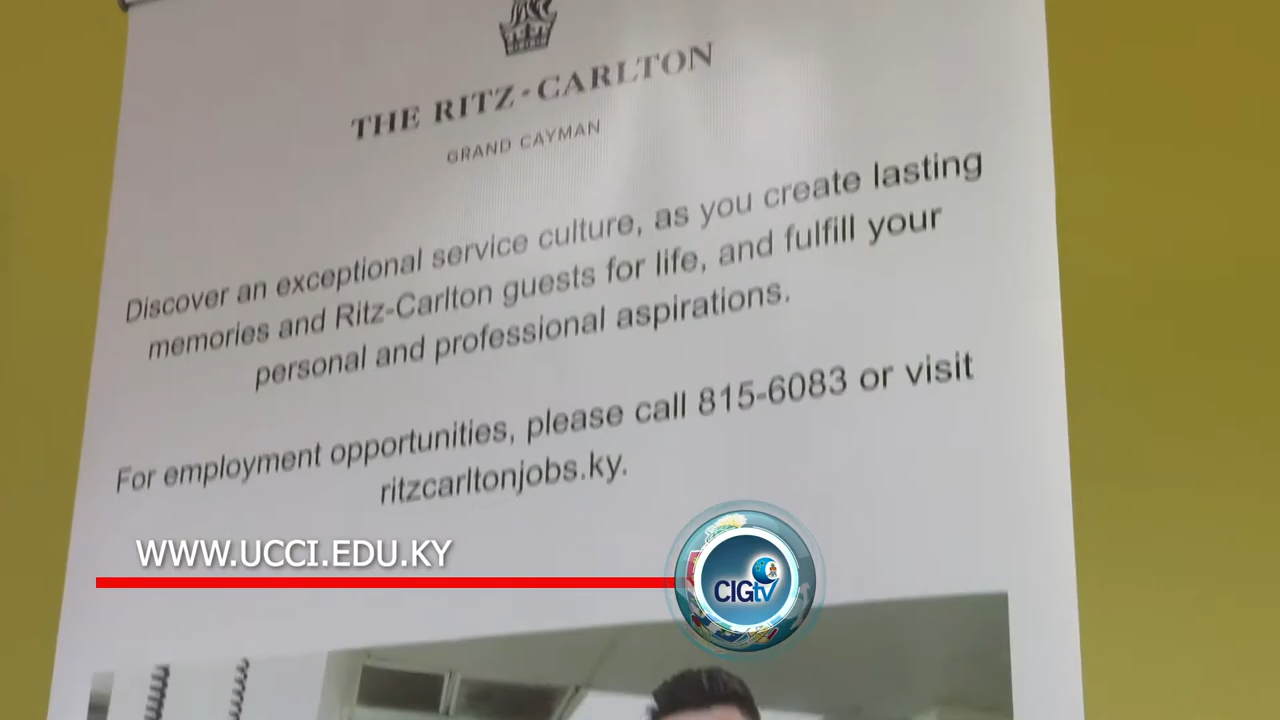 THE RITZ-CARLTON
GRAND CAYMAN
Discover an exceptional service culture, as you create lasting
memories and Ritz-Carlton guests for life, and fulfill your
personal and professional aspirations.
For employment opportunities, please call 815-6083 or visit
ritzcarltonjobs.ky.
WWW.UCCI.EDU.KY
CIGtv